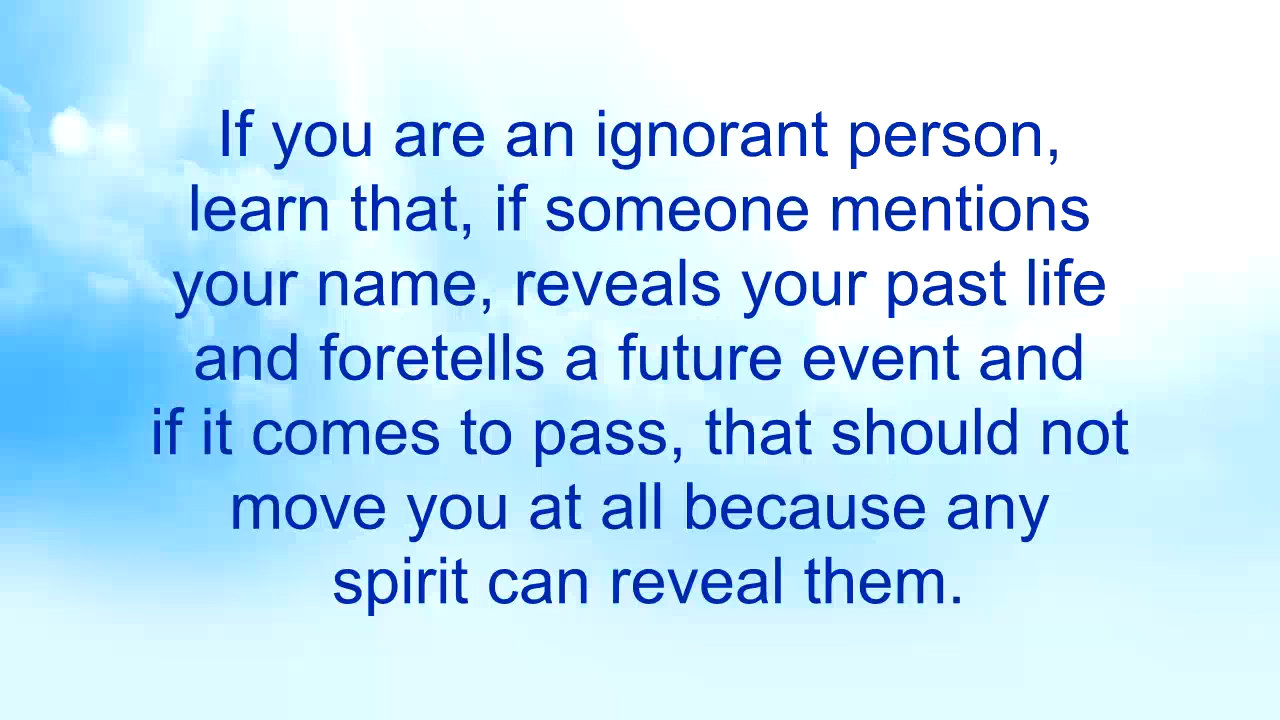 If you are an ignorant person,
learn that, if someone mentions
your name, reveals your past life
and foretells a future event and
if it comes to pass, that should not
move you at all because any
spirit can reveal them.